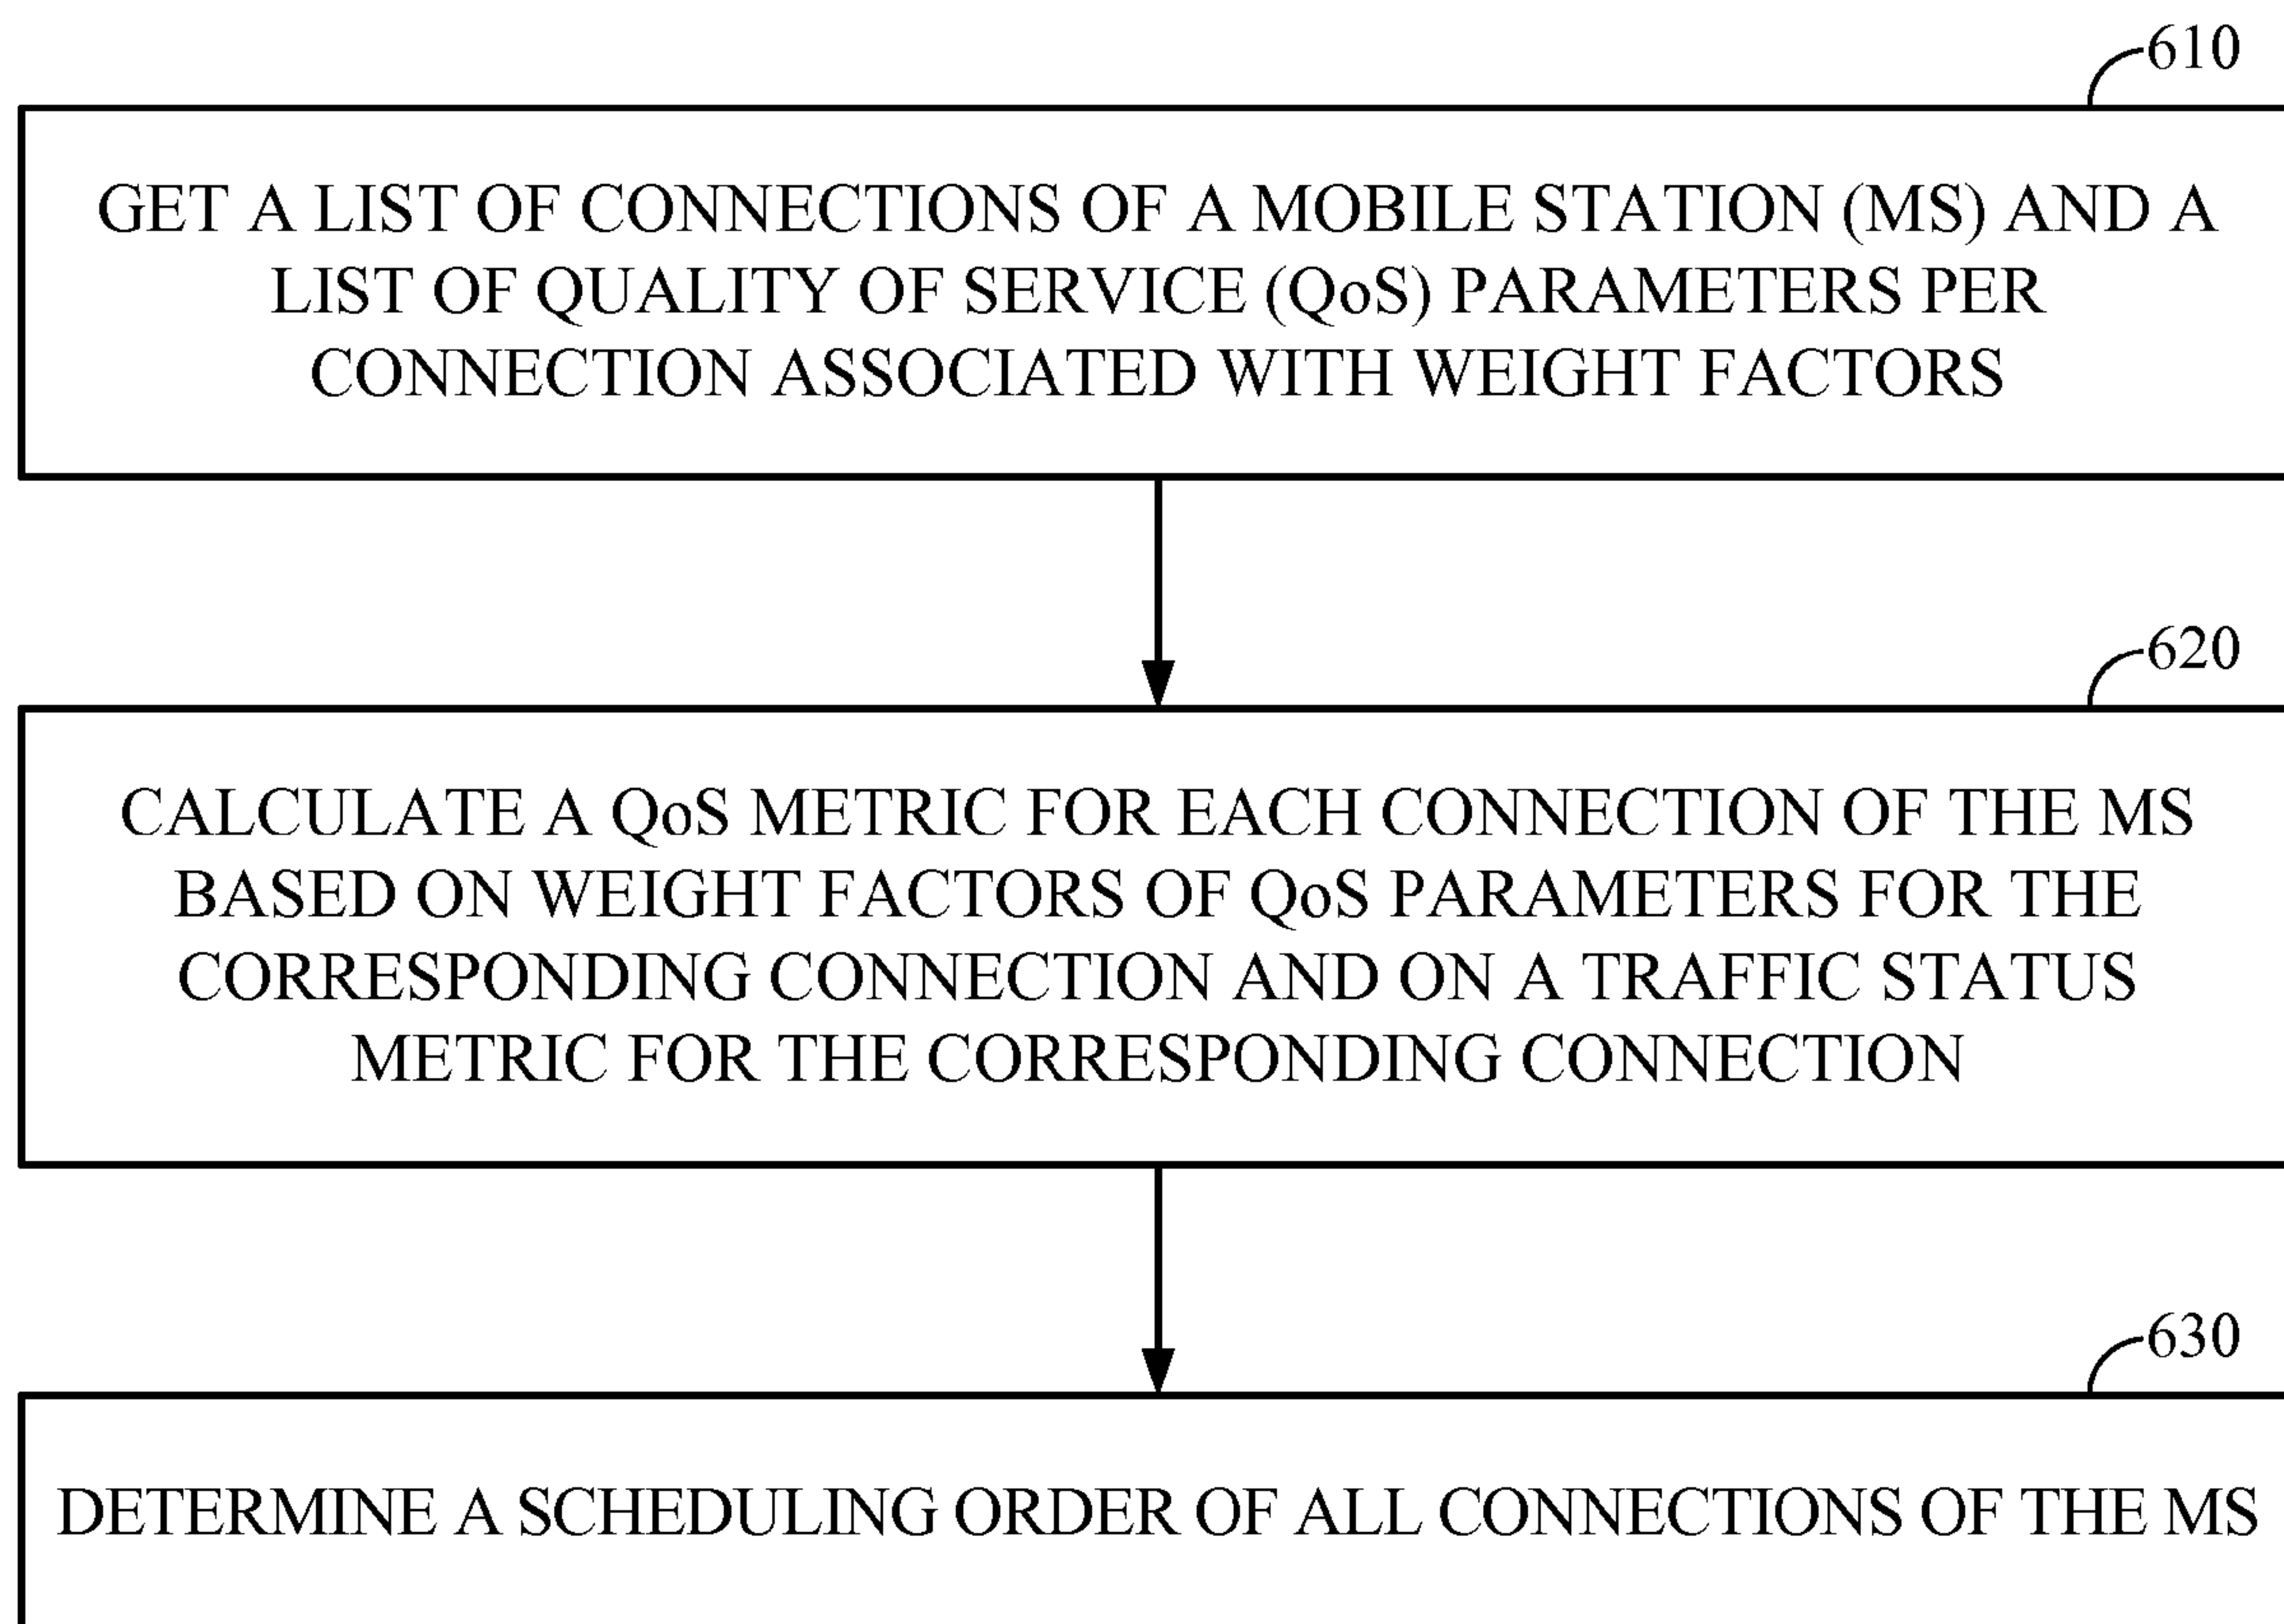 610
GET A LIST OF CONNECTIONS OF A MOBILE STATION (MS) AND A
LIST OF QUALITY OF SERVICE (QoS) PARAMETERS PER
CONNECTION ASSOCIATED WITH WEIGHT FACTORS
620
CALCULATE A QoS METRIC FOR EACH CONNECTION OF THE MS
BASED ON WEIGHT FACTORS OF QoS PARAMETERS FOR THE
CORRESPONDING CONNECTION AND ON A TRAFFIC STATUS
METRIC FOR THE CORRESPONDING CONNECTION
630
DETERMINE A SCHEDULING ORDER OF ALL CONNECTIONS OF THE MS